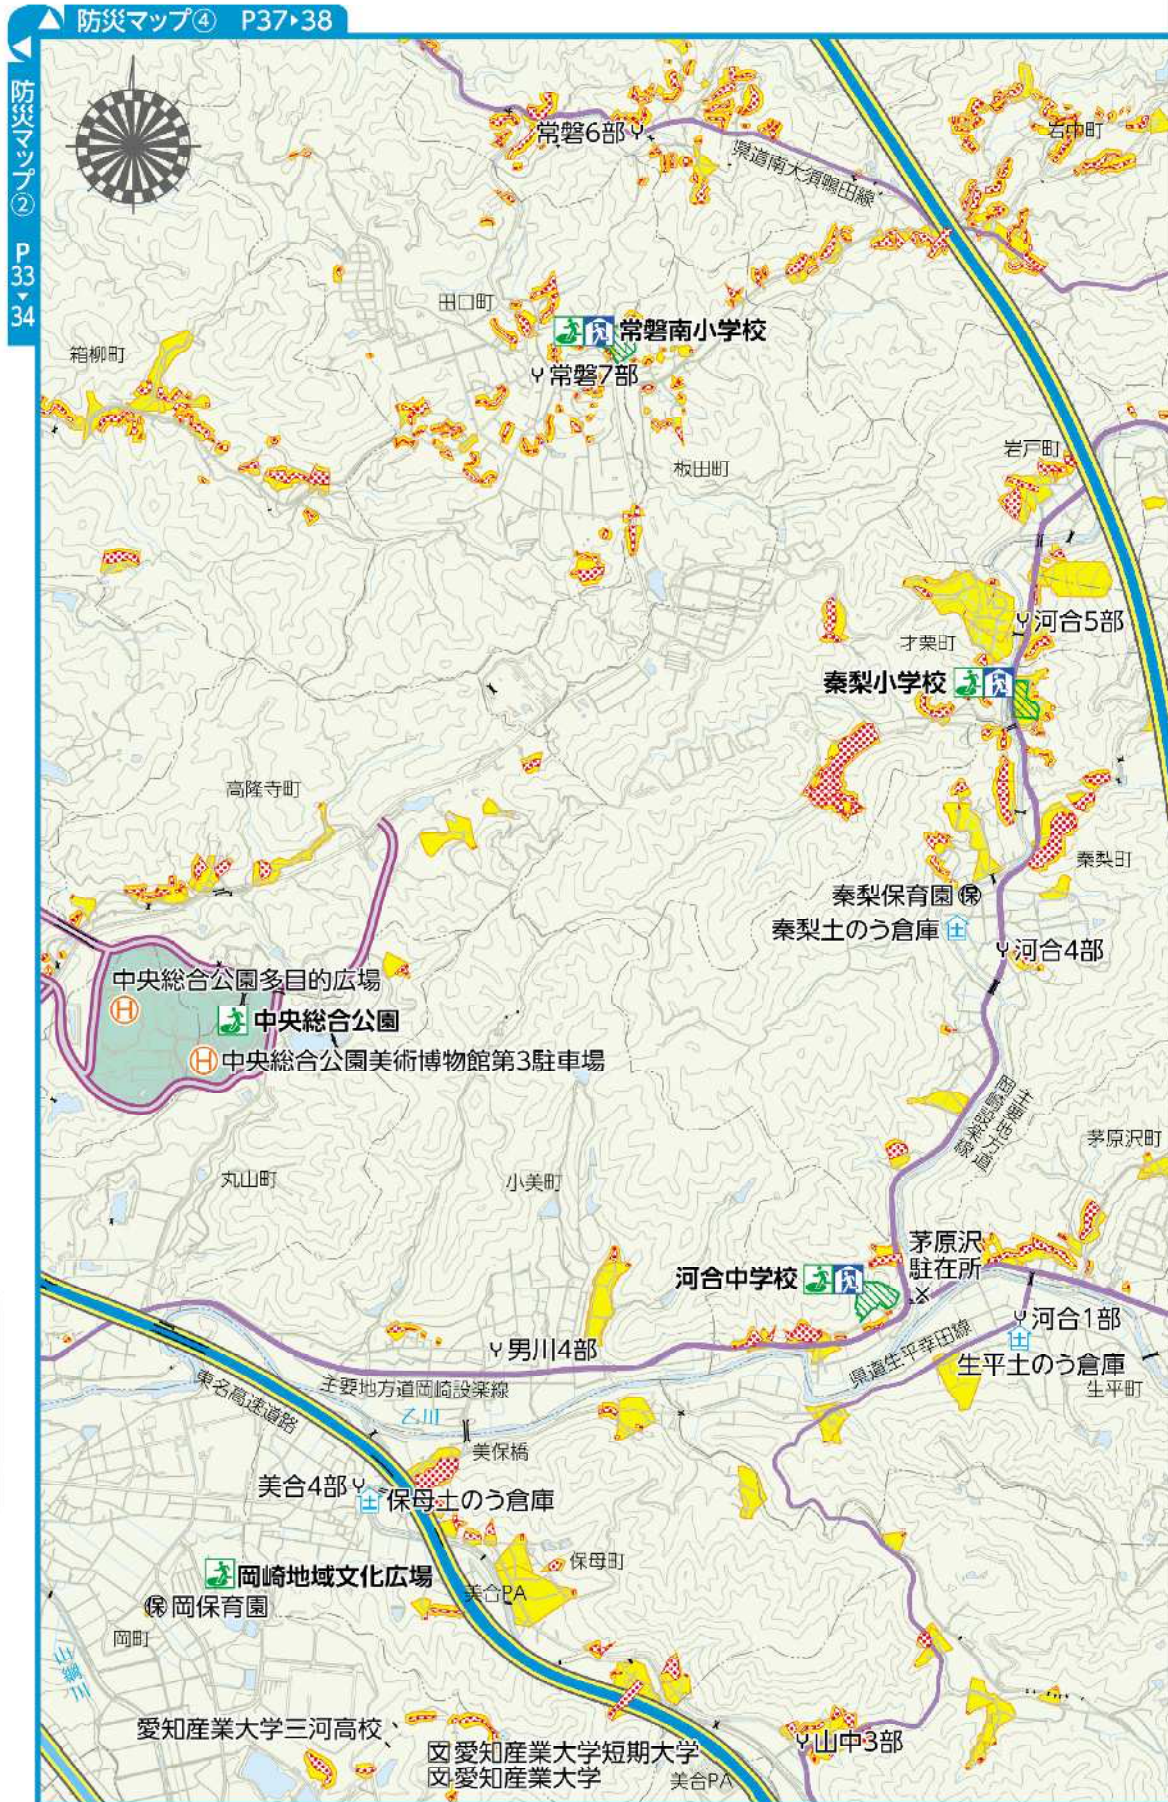 防災マップ④ P37▸38
防災マップ② P33▸34
常磐6部
岩中町
県道南大須鴨田線
田口町
常磐南小学校
箱柳町
常磐7部
岩戸町
板田町
河合5部
才栗町
秦梨小学校
高隆寺町
秦梨町
秦梨保育園 保
秦梨土のう倉庫 土
河合4部
中央総合公園多目的広場
H
中央総合公園
H 中央総合公園美術博物館第3駐車場
主要地方道
岡崎設楽線
茅原沢町
丸山町
小美町
茅原沢
駐在所
河合中学校
河合1部
土
男川4部
県道生平幸田線
生平土のう倉庫
生平町
主要地方道岡崎設楽線
東名高速道路
乙川
美保橋
美合4部
土 保母土のう倉庫
保母町
岡崎地域文化広場
美合PA
保 岡保育園
岡町
山綱川
愛知産業大学三河高校
文 愛知産業大学短期大学
文 愛知産業大学
美合PA
山中3部